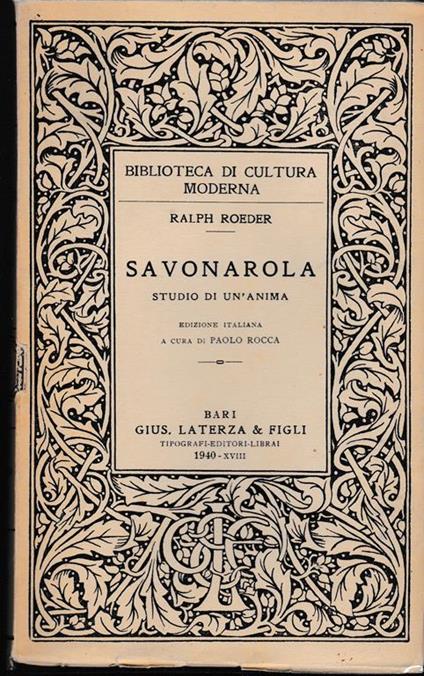 BIBLIOTECA DI CULTURA
MODERNA
RALPH ROEDER
SAVONAROLA
STUDIO DI UN'ANIMA
EDIZIONE ITALIANA
A CURA DI PAOLO ROCCA
BARI
GIUS. LATERZA & FIGLI
TIPOGRAFI-EDITORI-LIBRAI
1940-XVIII